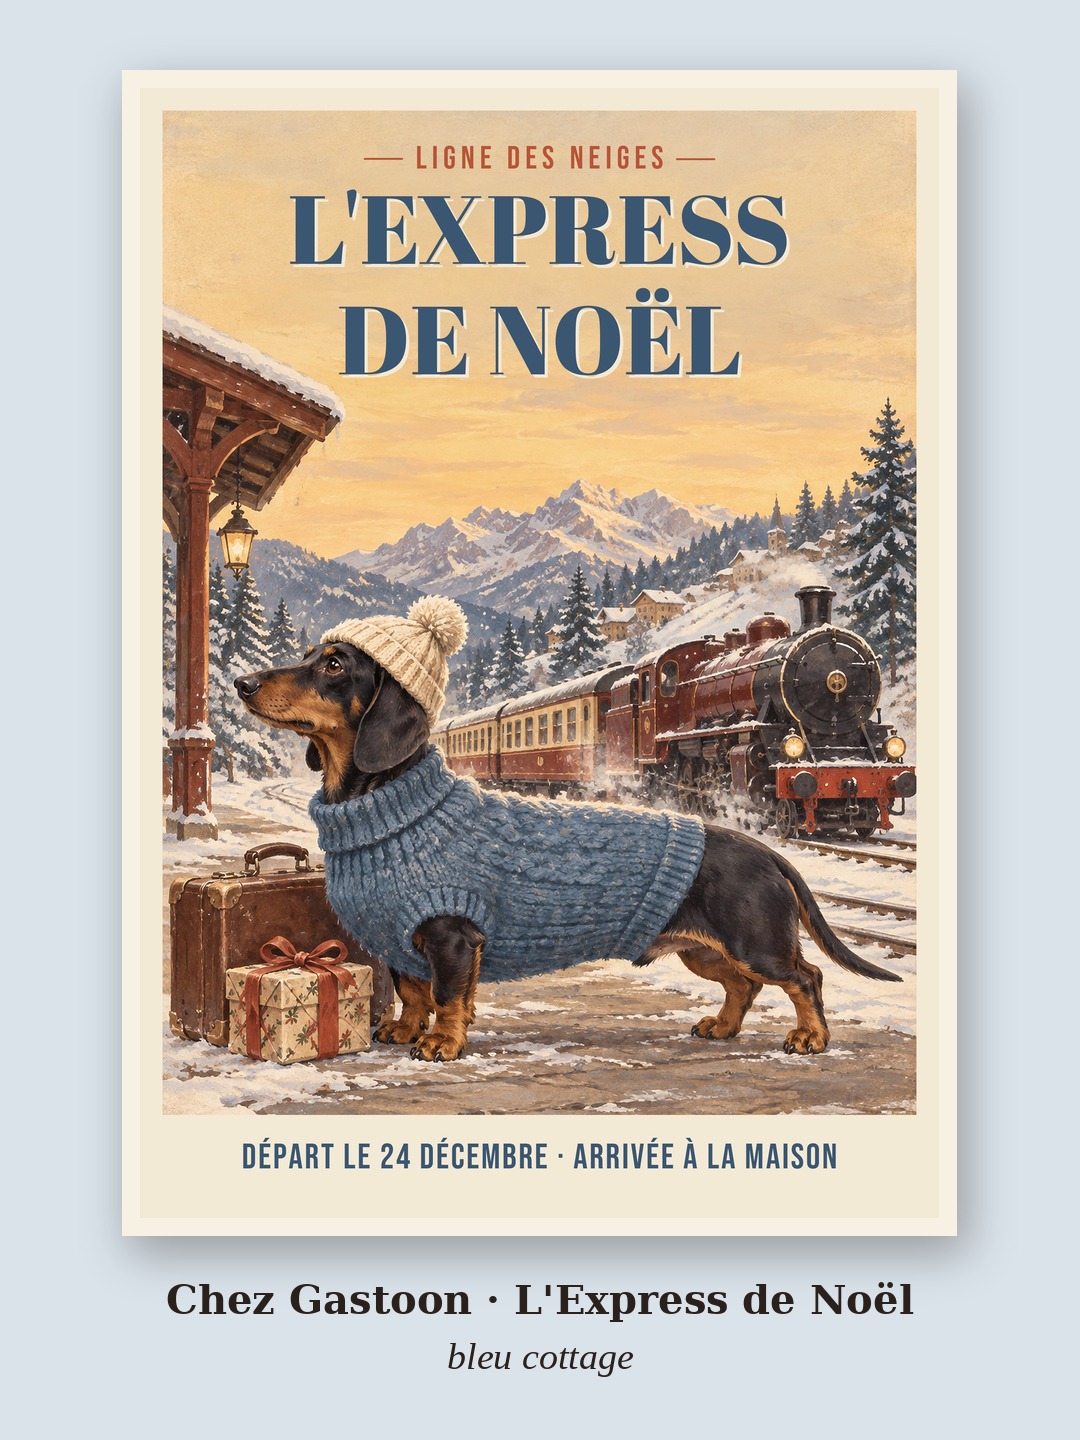 LIGNE DES NEIGES
L'EXPRESS
DE NOËL
DÉPART LE 24 DÉCEMBRE · ARRIVÉE À LA MAISON
Chez Gastoon · L'Express de Noël
bleu cottage